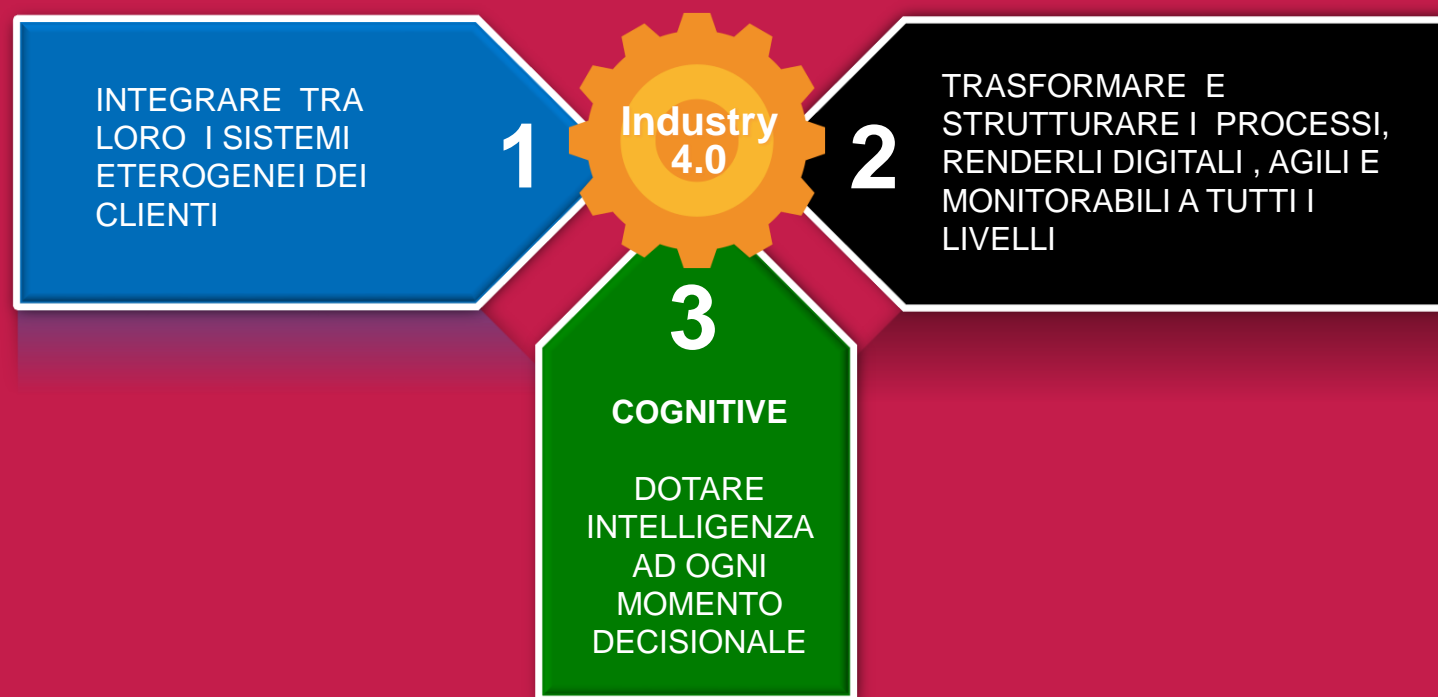 INTEGRARE TRA
LORO I SISTEMI
ETEROGENEI DEI
CLIENTI
1
Industry
4.0
2
TRASFORMARE E
STRUTTURARE I PROCESSI,
RENDERLI DIGITALI , AGILI E
MONITORABILI A TUTTI I
LIVELLI
3
COGNITIVE
DOTARE
INTELLIGENZA
AD OGNI
MOMENTO
DECISIONALE